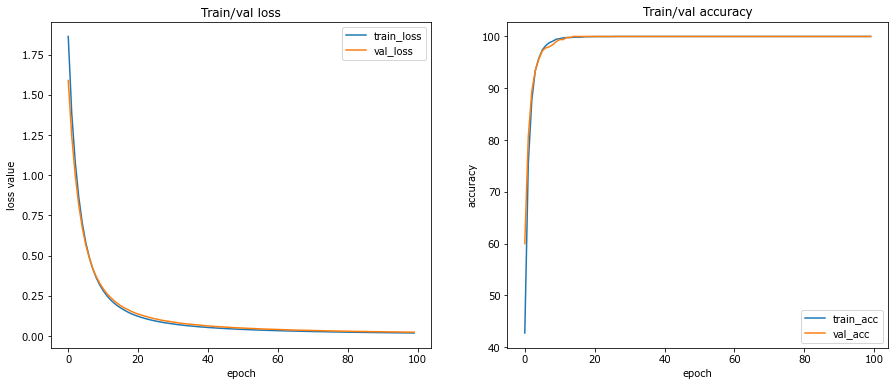 Train/val loss
train_loss
val_loss
1.75
1.50
1.25
1.00
0.75
0.50
0.25
0.00
loss value
0
20
40
60
80
100
epoch
Train/val accuracy
100
90
80
70
60
50
40
accuracy
train_acc
val_acc
0
20
40
60
80
100
epoch